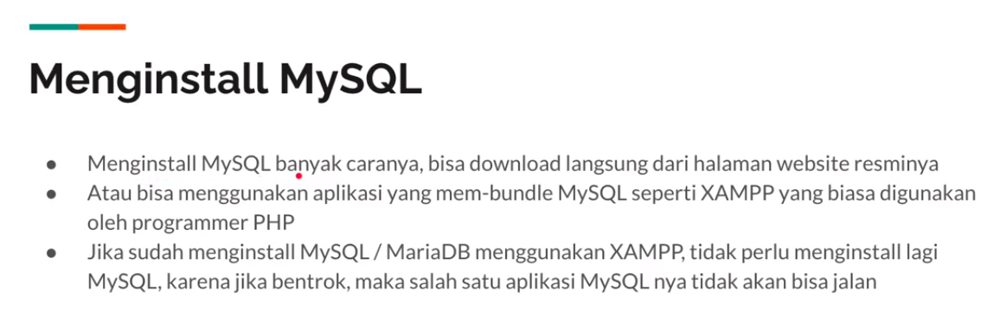 Menginstall MySQL
● Menginstall MySQL banyak caranya, bisa download langsung dari halaman website resminya
● Atau bisa menggunakan aplikasi yang mem-bundle MySQL seperti XAMPP yang biasa digunakan
oleh programmer PHP
● Jika sudah menginstall MySQL / MariaDB menggunakan XAMPP, tidak perlu menginstall lagi
MySQL, karena jika bentrok, maka salah satu aplikasi MySQL nya tidak akan bisa jalan